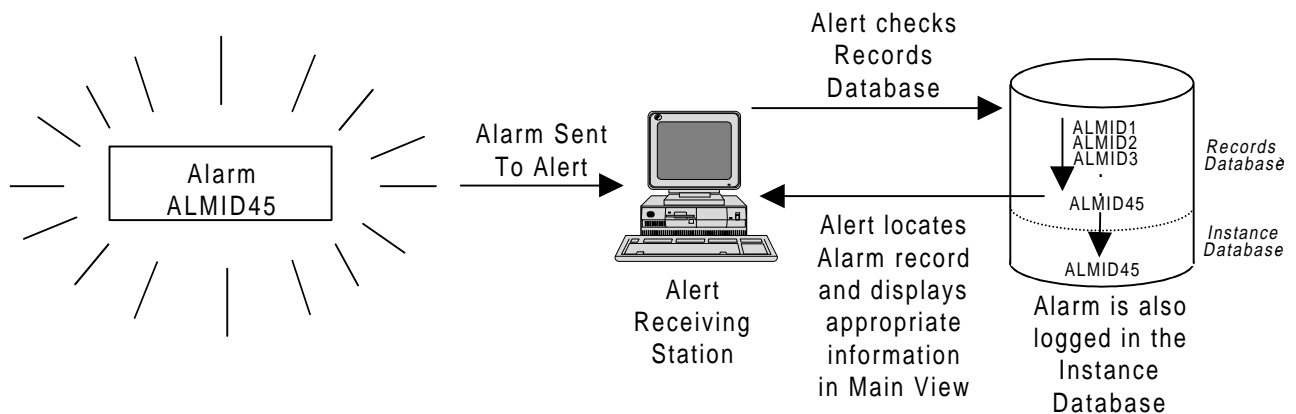 Alarm
ALMID45
Alarm Sent
To Alert
Alert
Receiving
Station
Alert checks
Records
Database
Alert locates
Alarm record
and displays
appropriate
information
in Main View
ALMID1
ALMID2
ALMID3
.
.
ALMID45
ALMID45
Records
Database
Instance
Database
Alarm is also
logged in the
Instance
Database